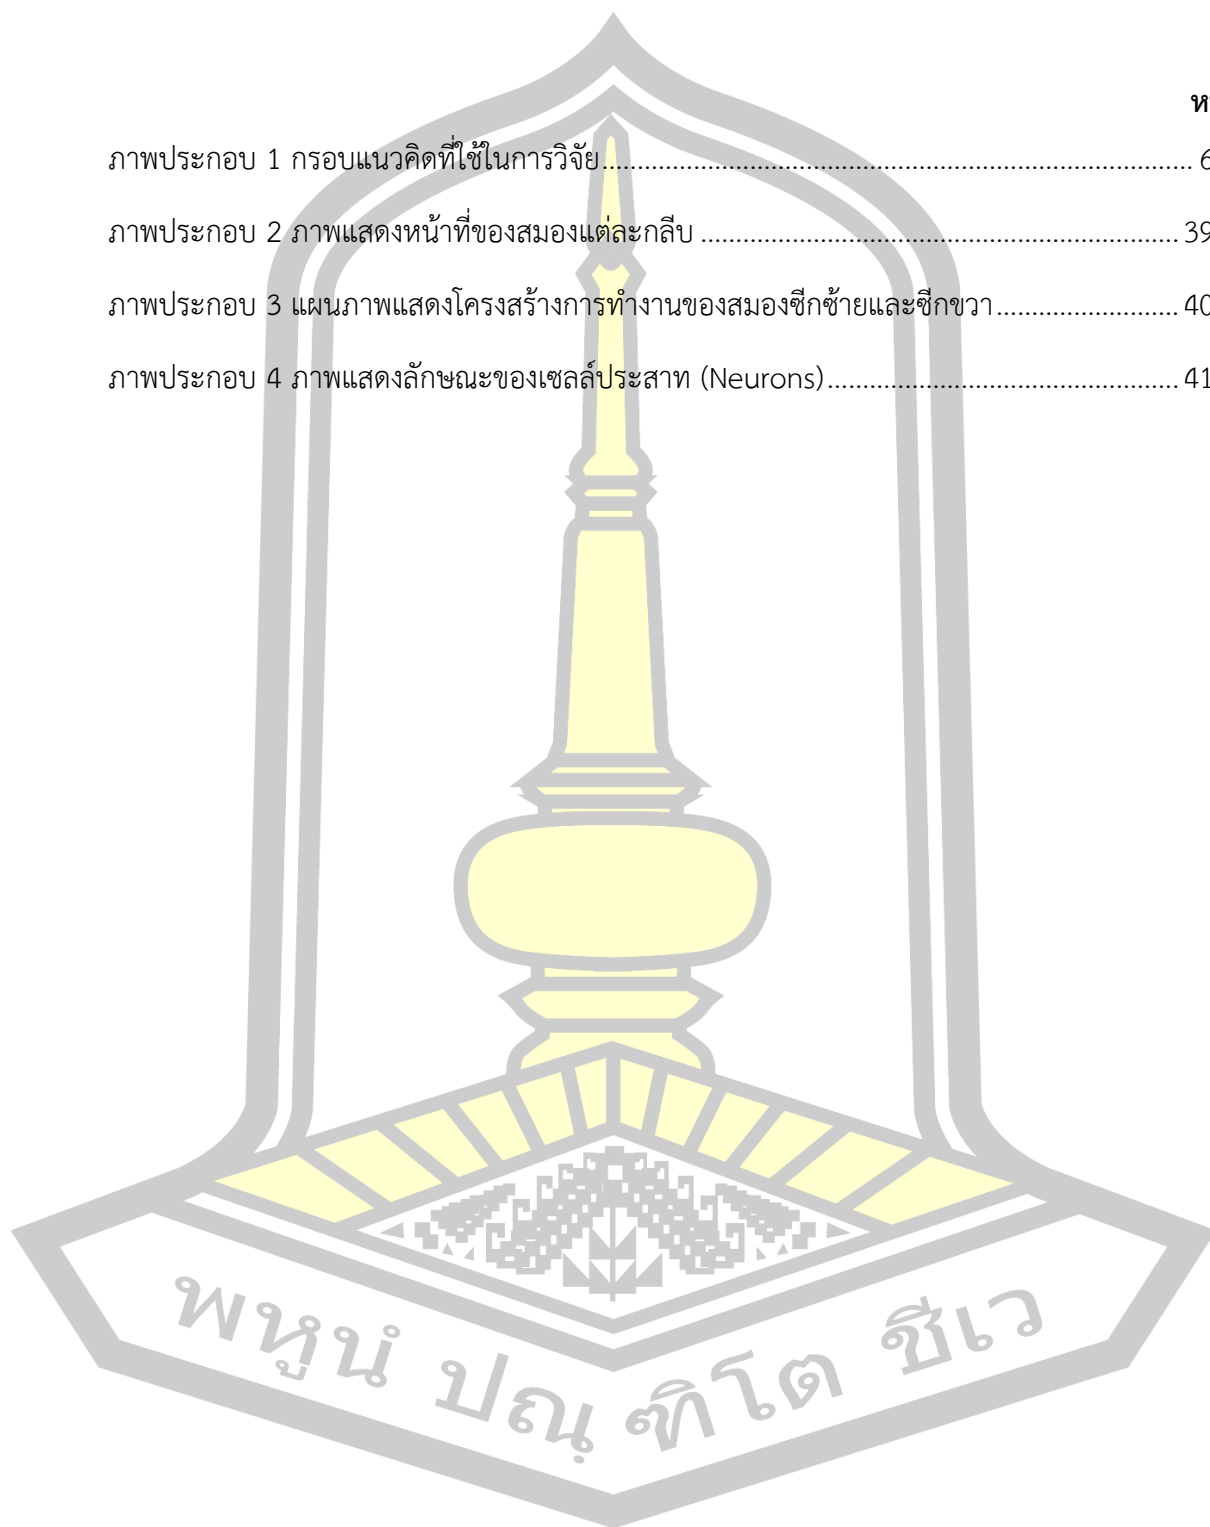 ภาพประกอบ 1 กรอบแนวคิดที่ใช้ในการวิจัย.................................................................................... 6
ภาพประกอบ 2 ภาพแสดงหน้าที่ของสมองแต่ละกลีบ .................................................................... 39
ภาพประกอบ 3 แผนภาพแสดงโครงสร้างการทำงานของสมองซีกซ้ายและซีกขวา.......................... 40
ภาพประกอบ 4 ภาพแสดงลักษณะของเซลล์ประสาท (Neurons).................................................. 41
พหูนํ ปณฺฑิโต ชีเว